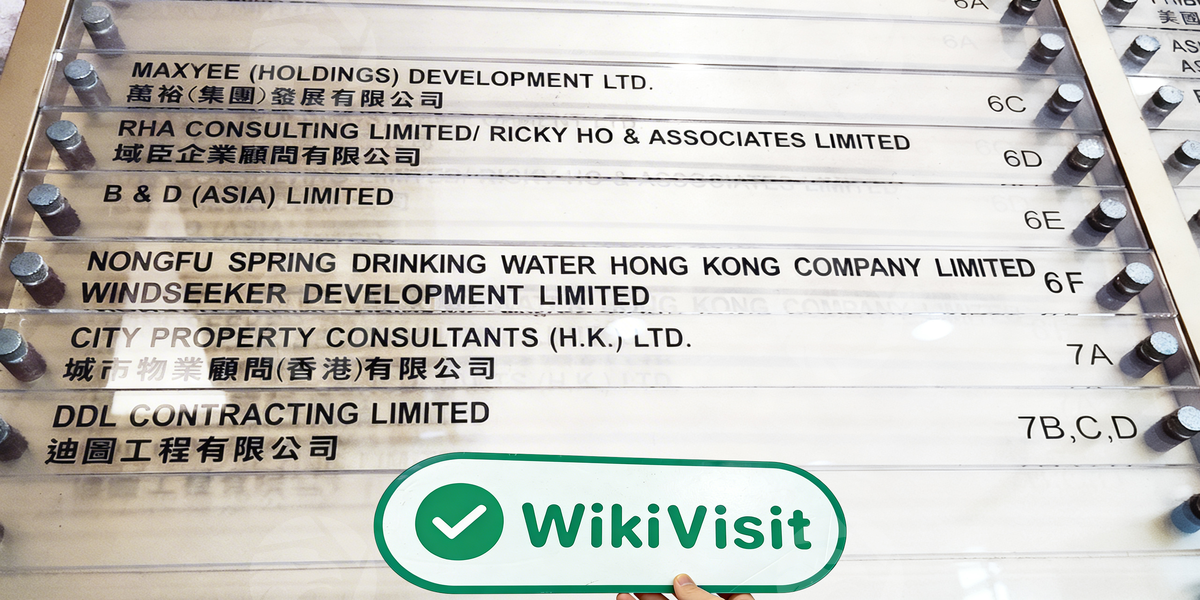 6A
MAXYEE (HOLDINGS) DEVELOPMENT LTD.
萬裕(集團)發展有限公司
6C
RHA CONSULTING LIMITED/ RICKY HO & ASSOCIATES LIMITED
域臣企業顧問有限公司
6D
B & D (ASIA) LIMITED
6E
NONGFU SPRING DRINKING WATER HONG KONG COMPANY LIMITED
WINDSEEKER DEVELOPMENT LIMITED
6F
CITY PROPERTY CONSULTANTS (H.K.) LTD.
城市物業顧問(香港)有限公司
7A
DDL CONTRACTING LIMITED
迪圖工程有限公司
7B,C,D
WikiVisit
美國